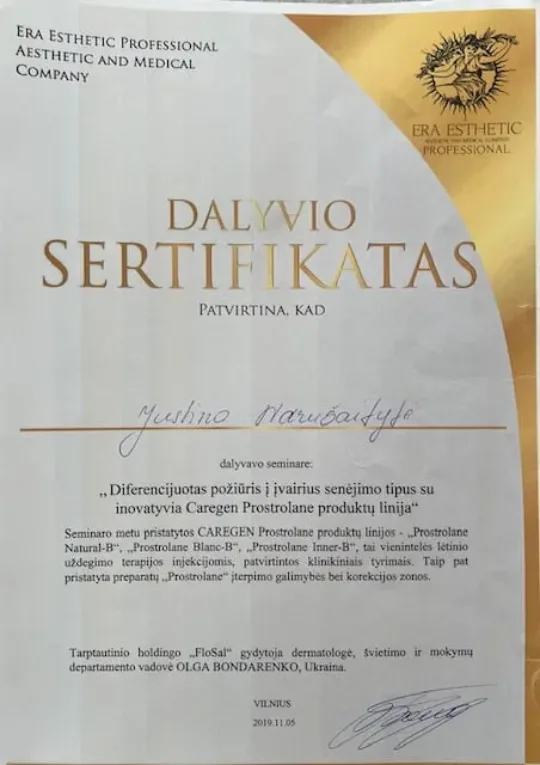 ERA ESTHETIC PROFESSIONAL
AESTHETIC AND MEDICAL
COMPANY
ERA ESTHETIC
AESTHETIC AND MEDICAL COMPANY
PROFESSIONAL
DALYVIO
SERTIFIKATAS
PATVIRTINA, KAD
Justina Narušaitytė
dalyvavo seminare:
„Diferencijuotas požiūris į įvairius senėjimo tipus su
inovatyvia Caregen Prostrolane produktų linija“
Seminaro metu pristatytos CAREGEN Prostrolane produktų linijos - „Prostrolane
Natural-B“, „Prostrolane Blanc-B“, „Prostrolane Inner-B“, tai vienintelės lėtinio
uždegimo terapijos injekcijomis, patvirtintos klinikiniais tyrimais. Taip pat
pristatyta preparatų „Prostrolane“ įterpimo galimybės bei korekcijos zonos.
Tarptautinio holdingo „FloSal“ gydytoja dermatologė, švietimo ir mokymų
departamento vadovė OLGA BONDARENKO, Ukraina.
VILNIUS
2019.11.05